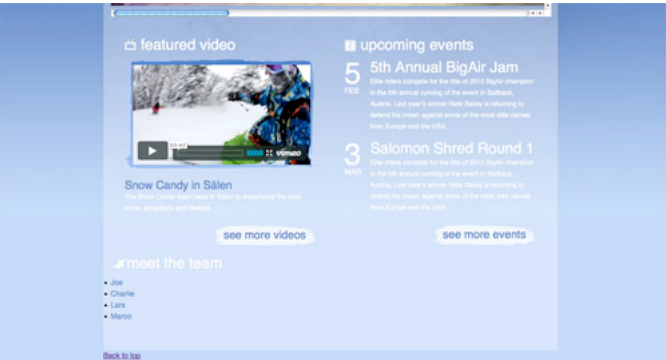 featured video
vimeo
Snow Candy in Sälen
The Snow Candy team head to Sälen to experience the local
snow, attractions and lifestyle.
see more videos
upcoming events
5
FEB
5th Annual BigAir Jam
Elite riders compete for the title of 2010 BigAir champion
in the 5th annual running of the event in Saltback,
Austria. Last year's winner Nate Bailey is returning to
defend his crown against some of the most elite names
from Europe and the USA.
3
MAR
Salomon Shred Round 1
Elite riders compete for the title of 2010 BigAir champion
in the 5th annual running of the event in Saltback,
Austria. Last year's winner Nate Bailey is returning to
defend his crown against some of the most elite names
from Europe and the USA.
see more events
meet the team
Joe
Charlie
Lars
Marco
Back to top